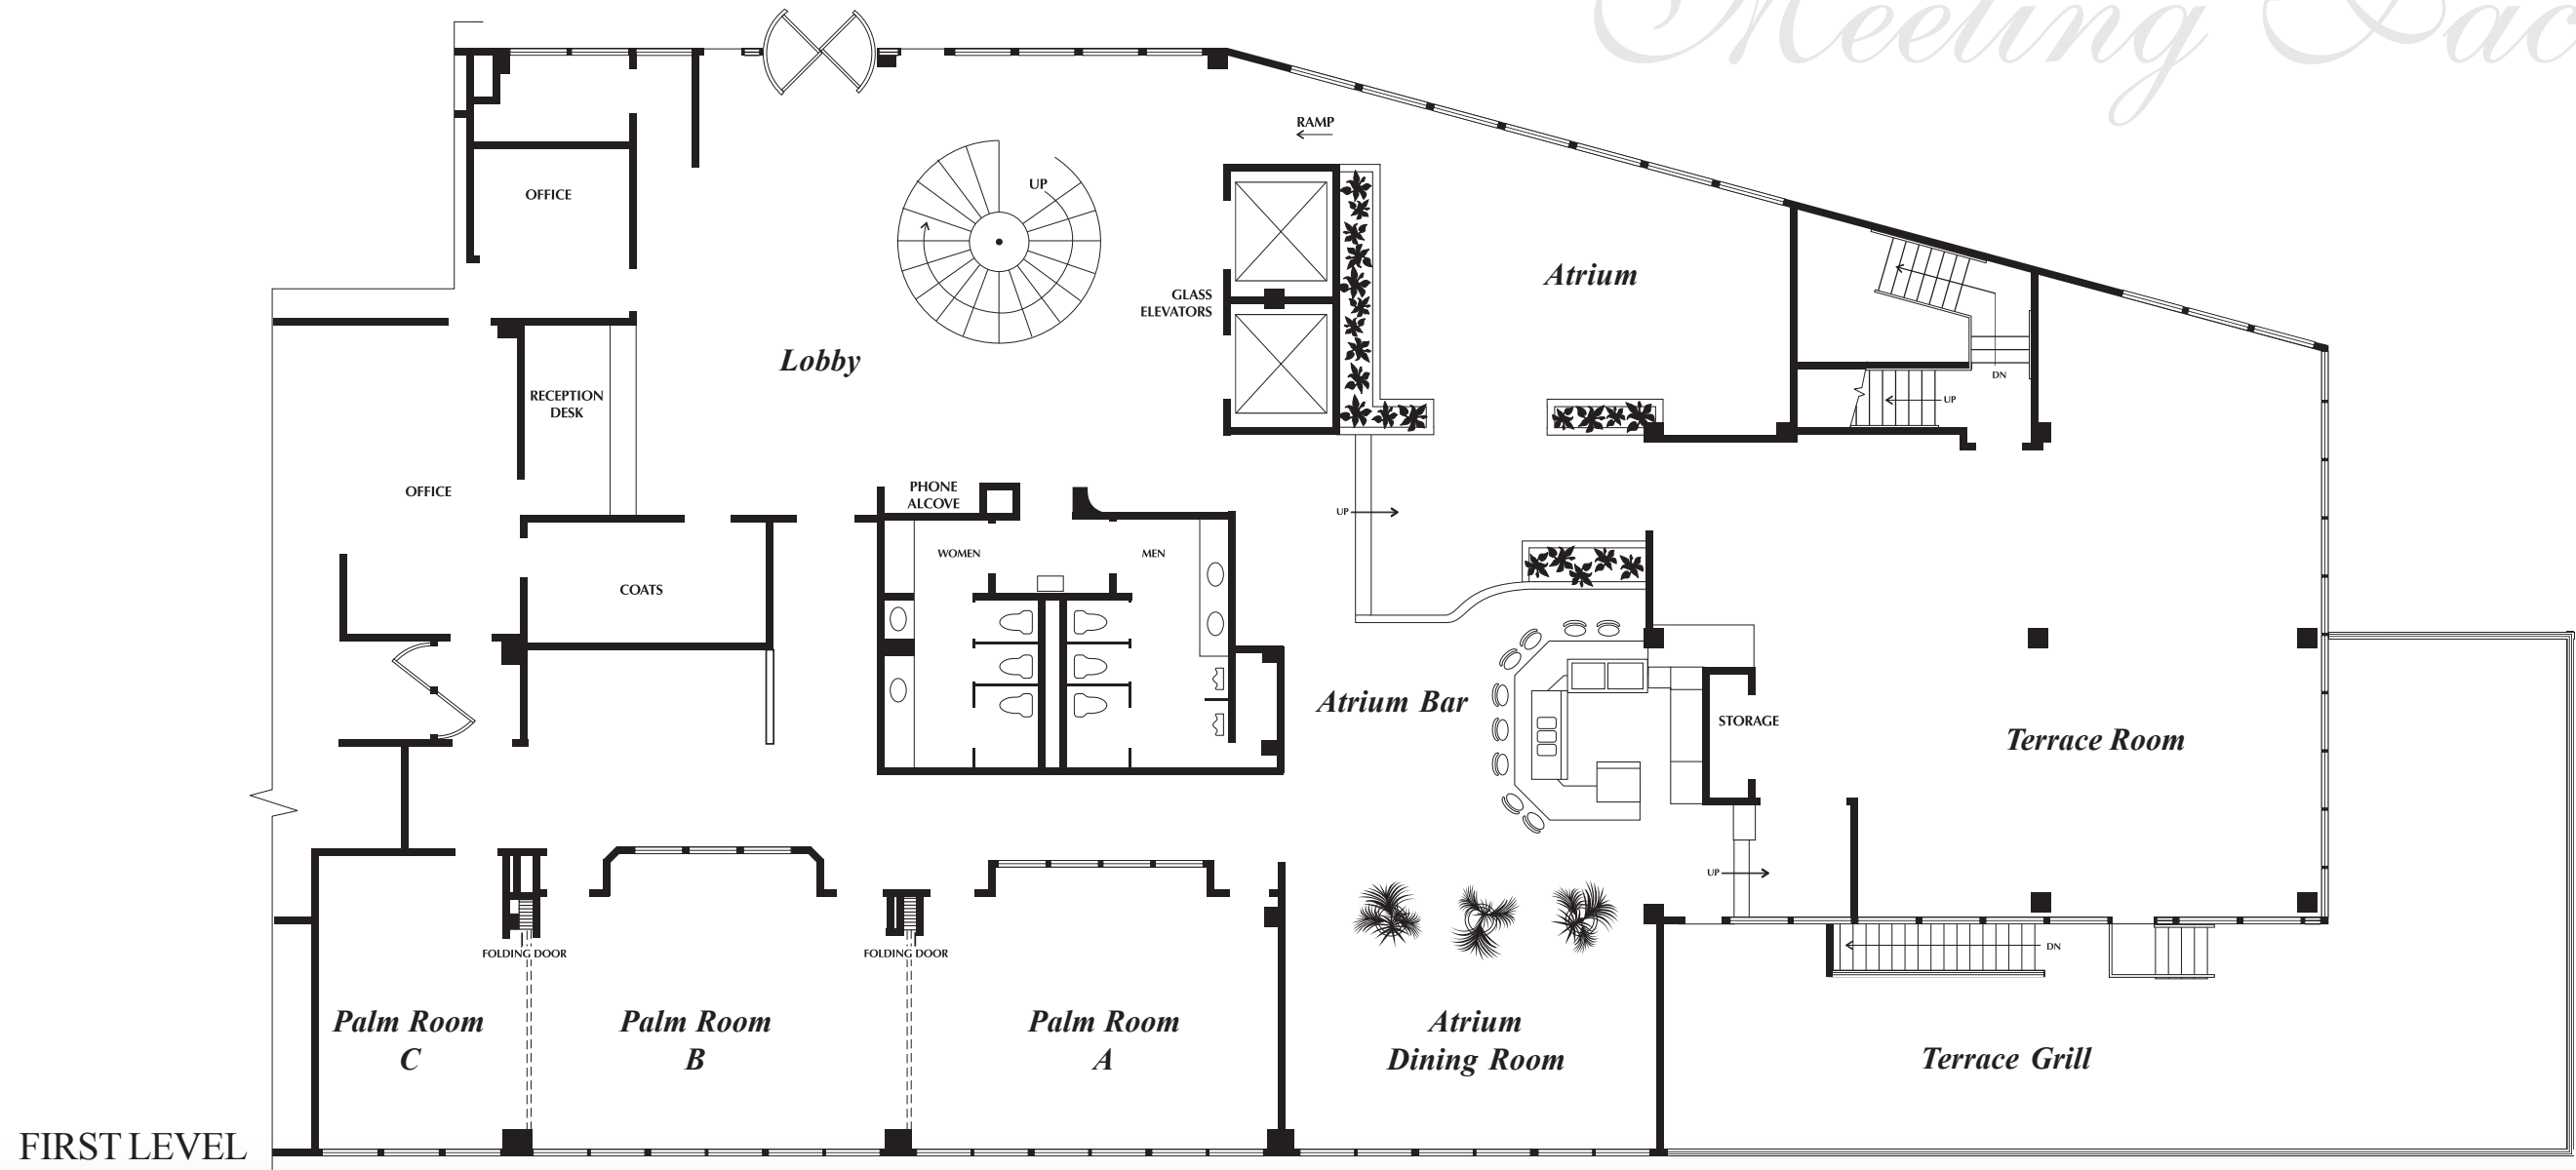 Meeting
RAMP
OFFICE
UP
GLASS
ELEVATORS
Atrium
Lobby
DN
UP
RECEPTION
DESK
OFFICE
PHONE
ALCOVE
UP
WOMEN
MEN
COATS
Atrium Bar
STORAGE
Terrace Room
UP
FOLDING DOOR
FOLDING DOOR
DN
Palm Room
C
Palm Room
B
Palm Room
A
Atrium
Dining Room
Terrace Grill
FIRST LEVEL